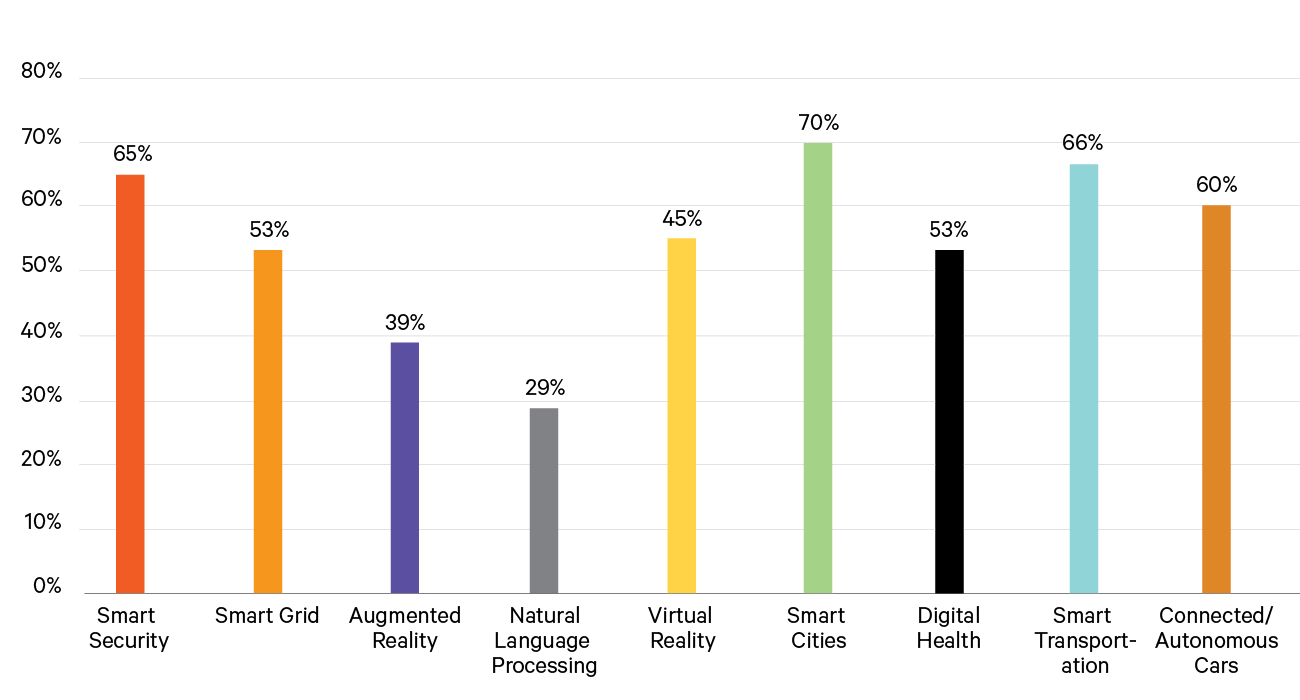 80%
70%
60%
50%
40%
30%
20%
10%
0%
65%
53%
39%
29%
45%
70%
53%
66%
60%
Smart
Security
Smart Grid
Augmented
Reality
Natural
Language
Processing
Virtual
Reality
Smart
Cities
Digital
Health
Smart
Transport-
ation
Connected/
Autonomous
Cars